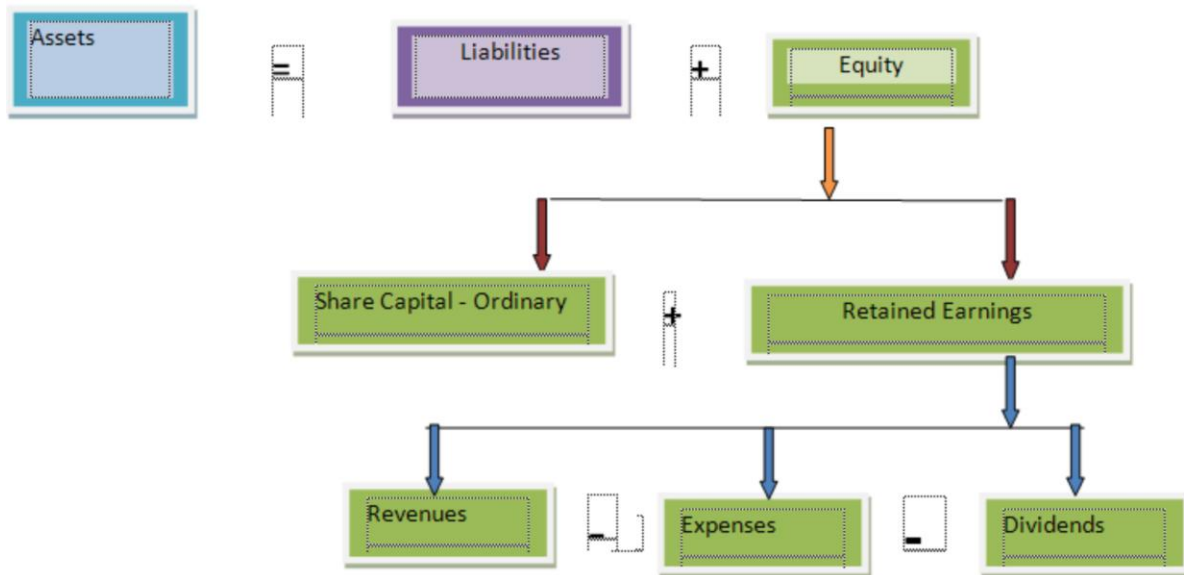 Assets = Liabilities + Equity
Share Capital - Ordinary + Retained Earnings
Revenues - Expenses - Dividends